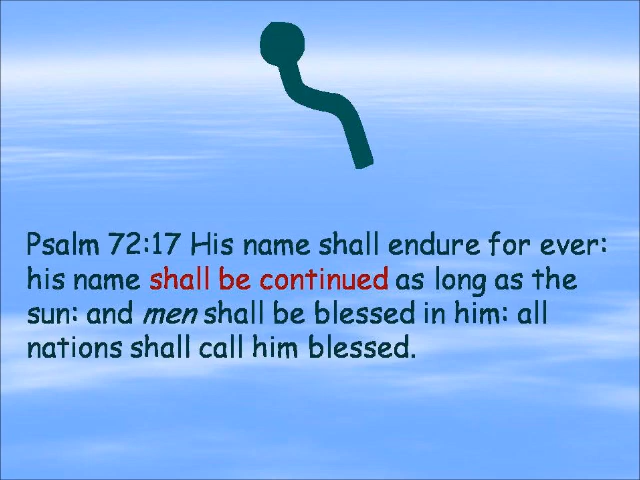 Psalm 72:17 His name shall endure for ever:
his name shall be continued as long as the
sun: and men shall be blessed in him: all
nations shall call him blessed.